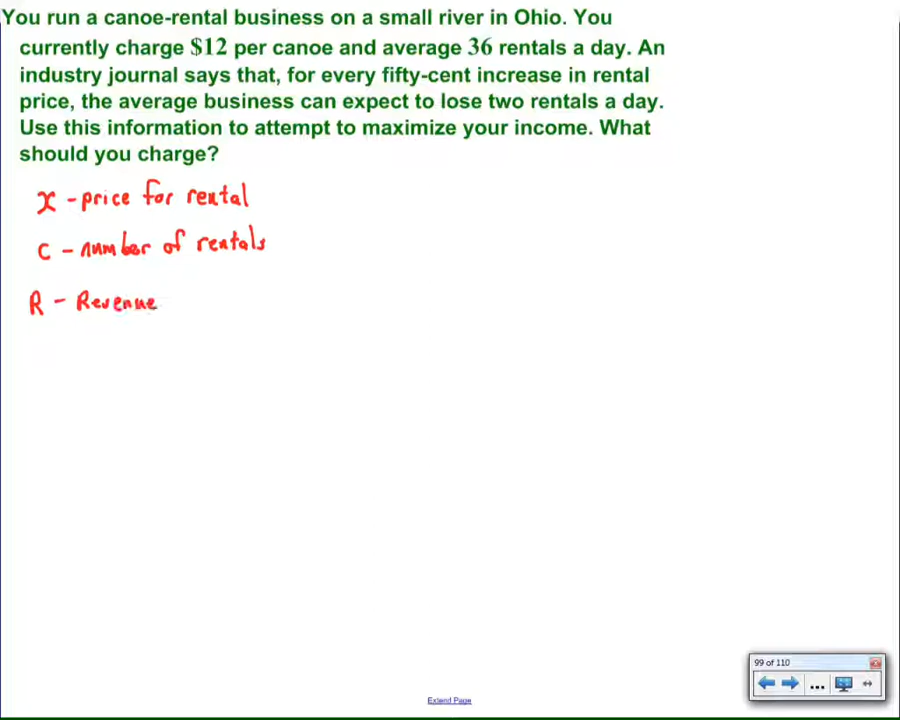 You run a canoe-rental business on a small river in Ohio. You
currently charge $12 per canoe and average 36 rentals a day. An
industry journal says that, for every fifty-cent increase in rental
price, the average business can expect to lose two rentals a day.
Use this information to attempt to maximize your income. What
should you charge?
x - price for rental
C - number of rentals
R - Revenue
99 of 110
...
Extend Page